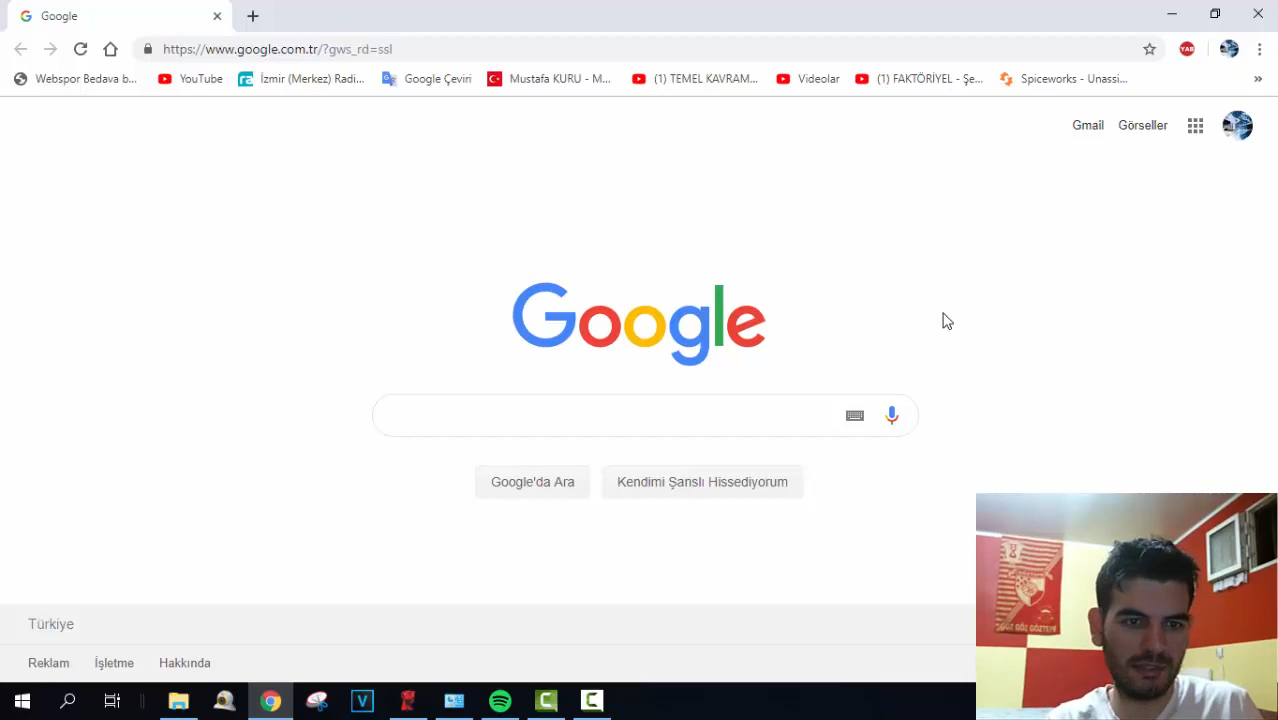 Google
https://www.google.com.tr/?gws_rd=ssl
YAB
Webspor Bedava b...
YouTube
İzmir (Merkez) Radi...
Google Çeviri
Mustafa KURU - M...
(1) TEMEL KAVRAM...
Videolar
(1) FAKTÖRİYEL - Şe...
Spiceworks - Unassi...
Gmail
Görseller
Google
Google'da Ara
Kendimi Şanslı Hissediyorum
Türkiye
Reklam
İşletme
Hakkında